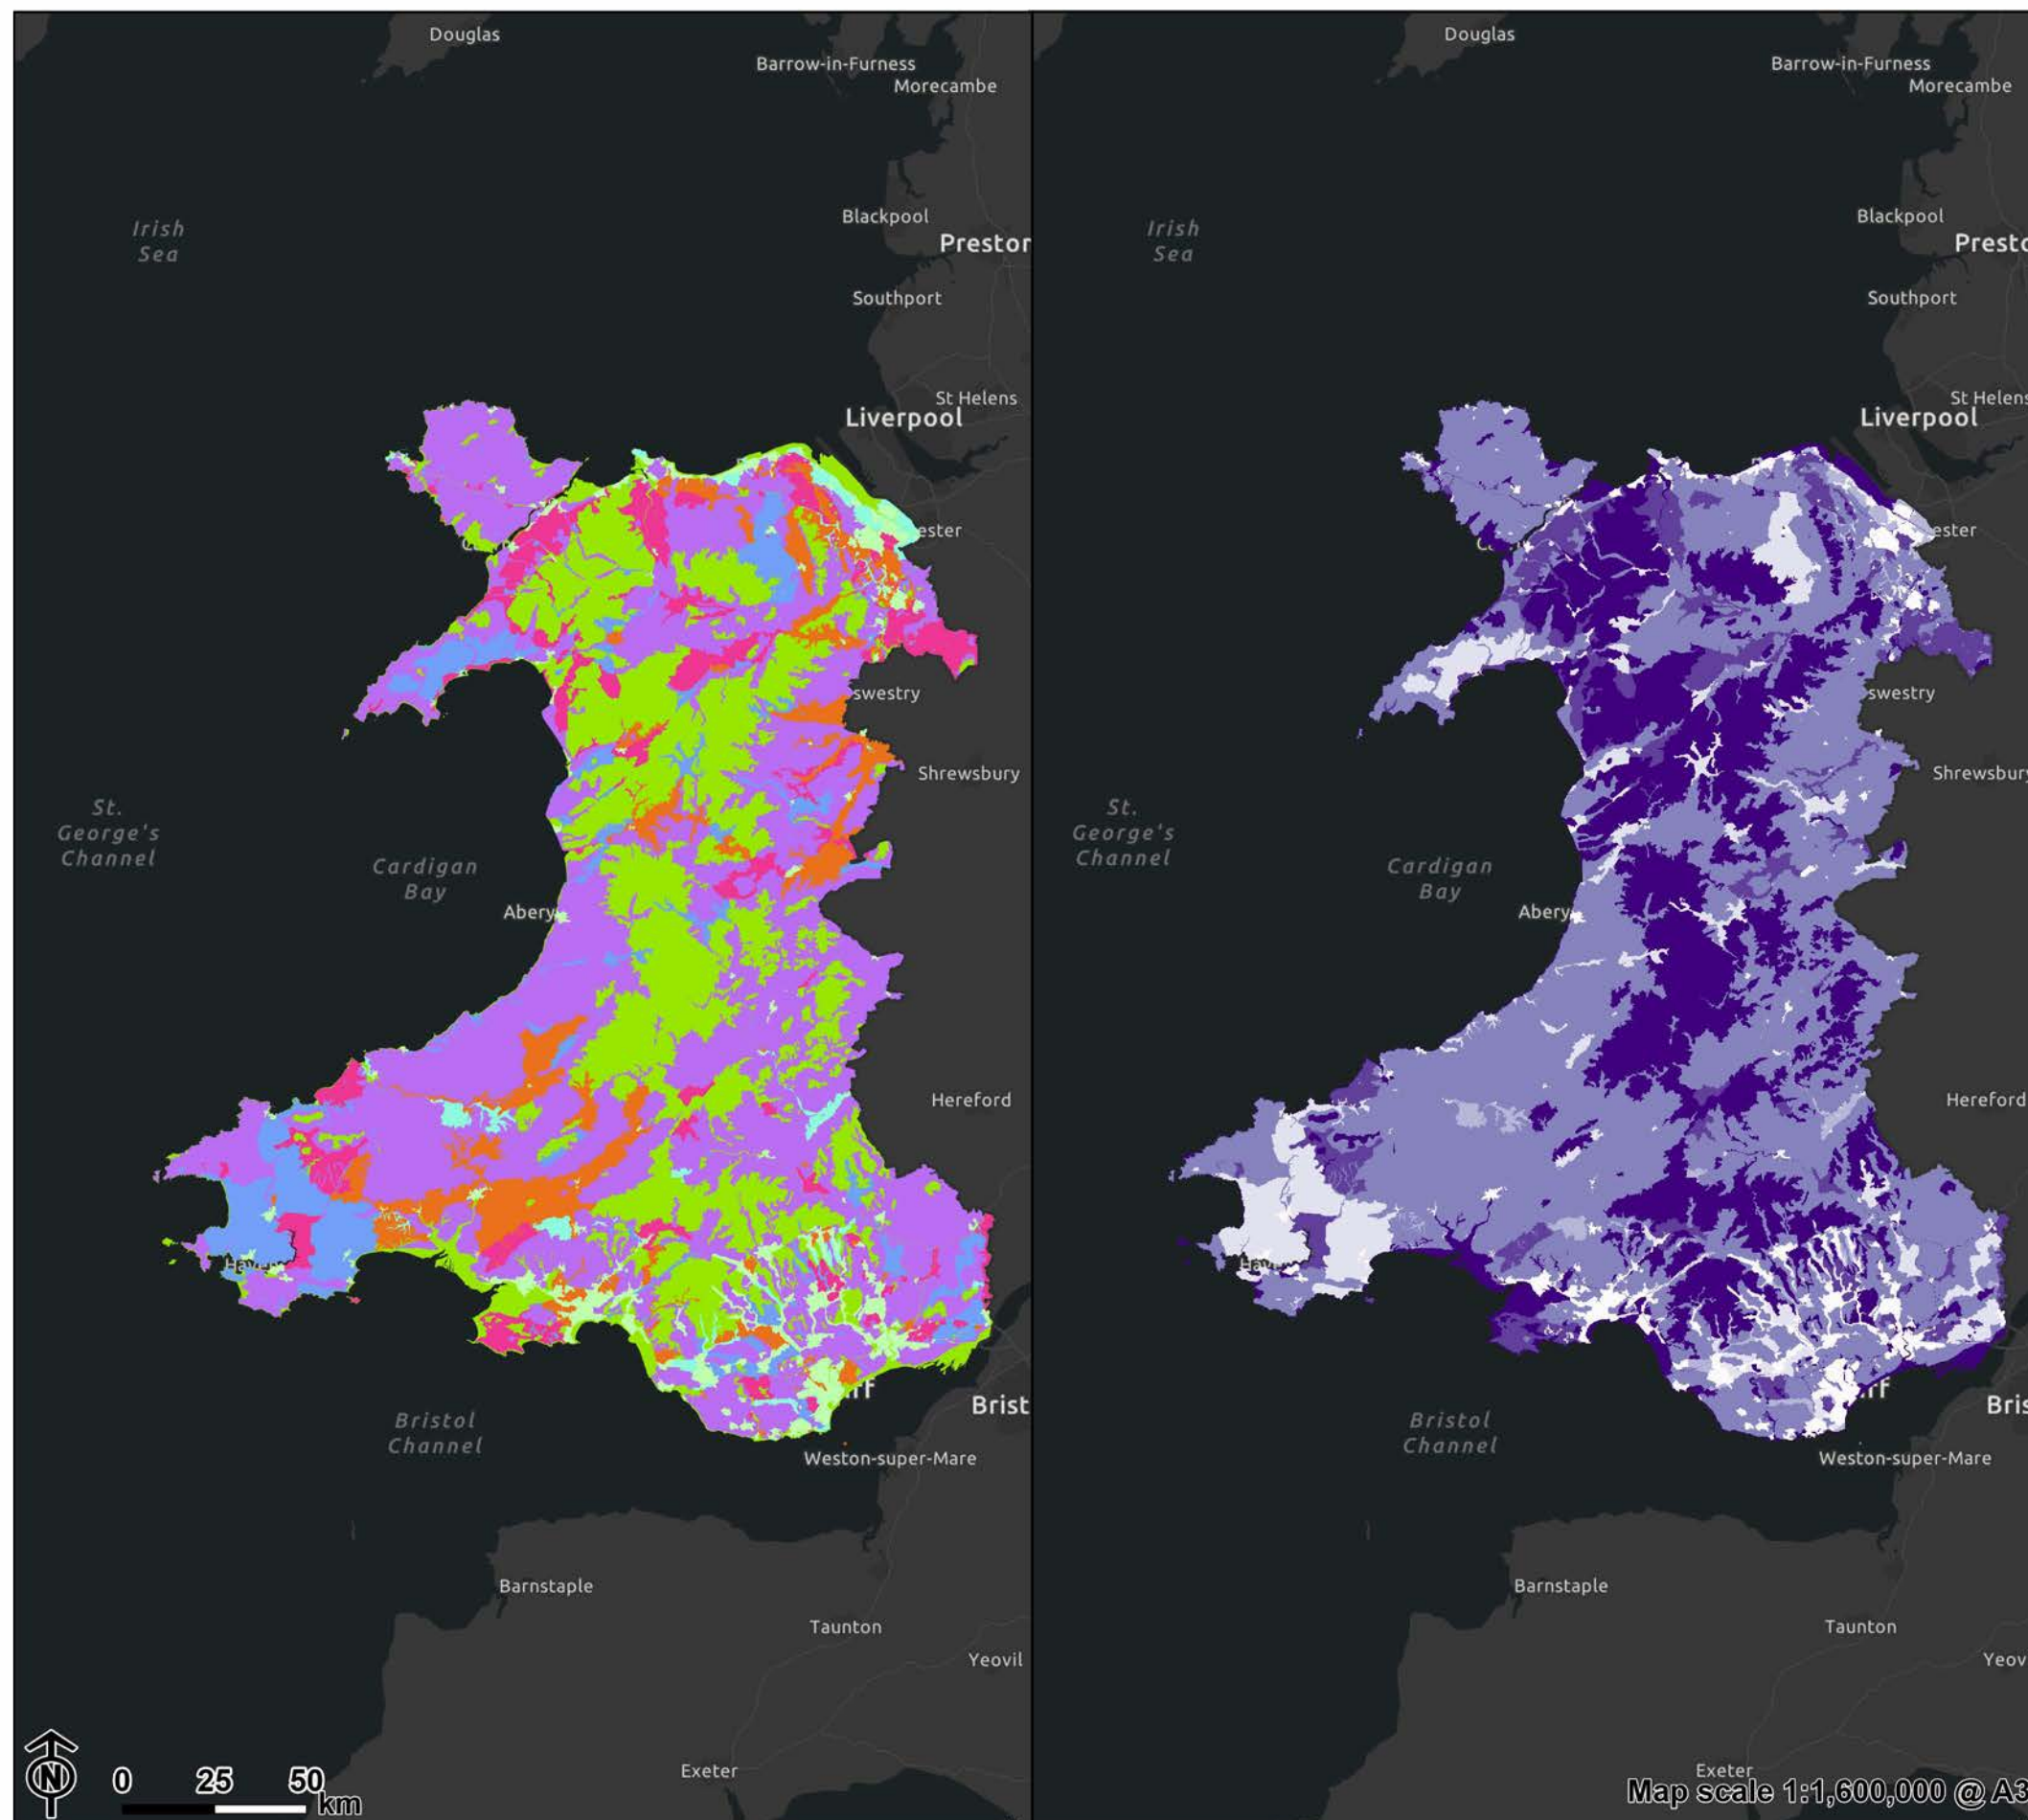 Douglas
Barrow-in-Furness
Morecambe
Irish
Sea
Blackpool
Preston
Southport
St Helens
Liverpool
ester
swestry
Shrewsbury
St.
George's
Channel
Cardigan
Bay
Abery
Hereford
Bristol
Channel
Brist
Weston-super-Mare
Barnstaple
Taunton
Yeovil
Exeter
N
0 25 50
km
Douglas
Barrow-in-Furness
Morecambe
Irish
Sea
Blackpool
Presto
Southport
St Helens
Liverpool
ester
swestry
Shrewsbury
St.
George's
Channel
Cardigan
Bay
Abery
Hereford
Bristol
Channel
Bris
Weston-super-Mare
Barnstaple
Taunton
Yeov
Exeter
Map scale 1:1,600,000 @ A3